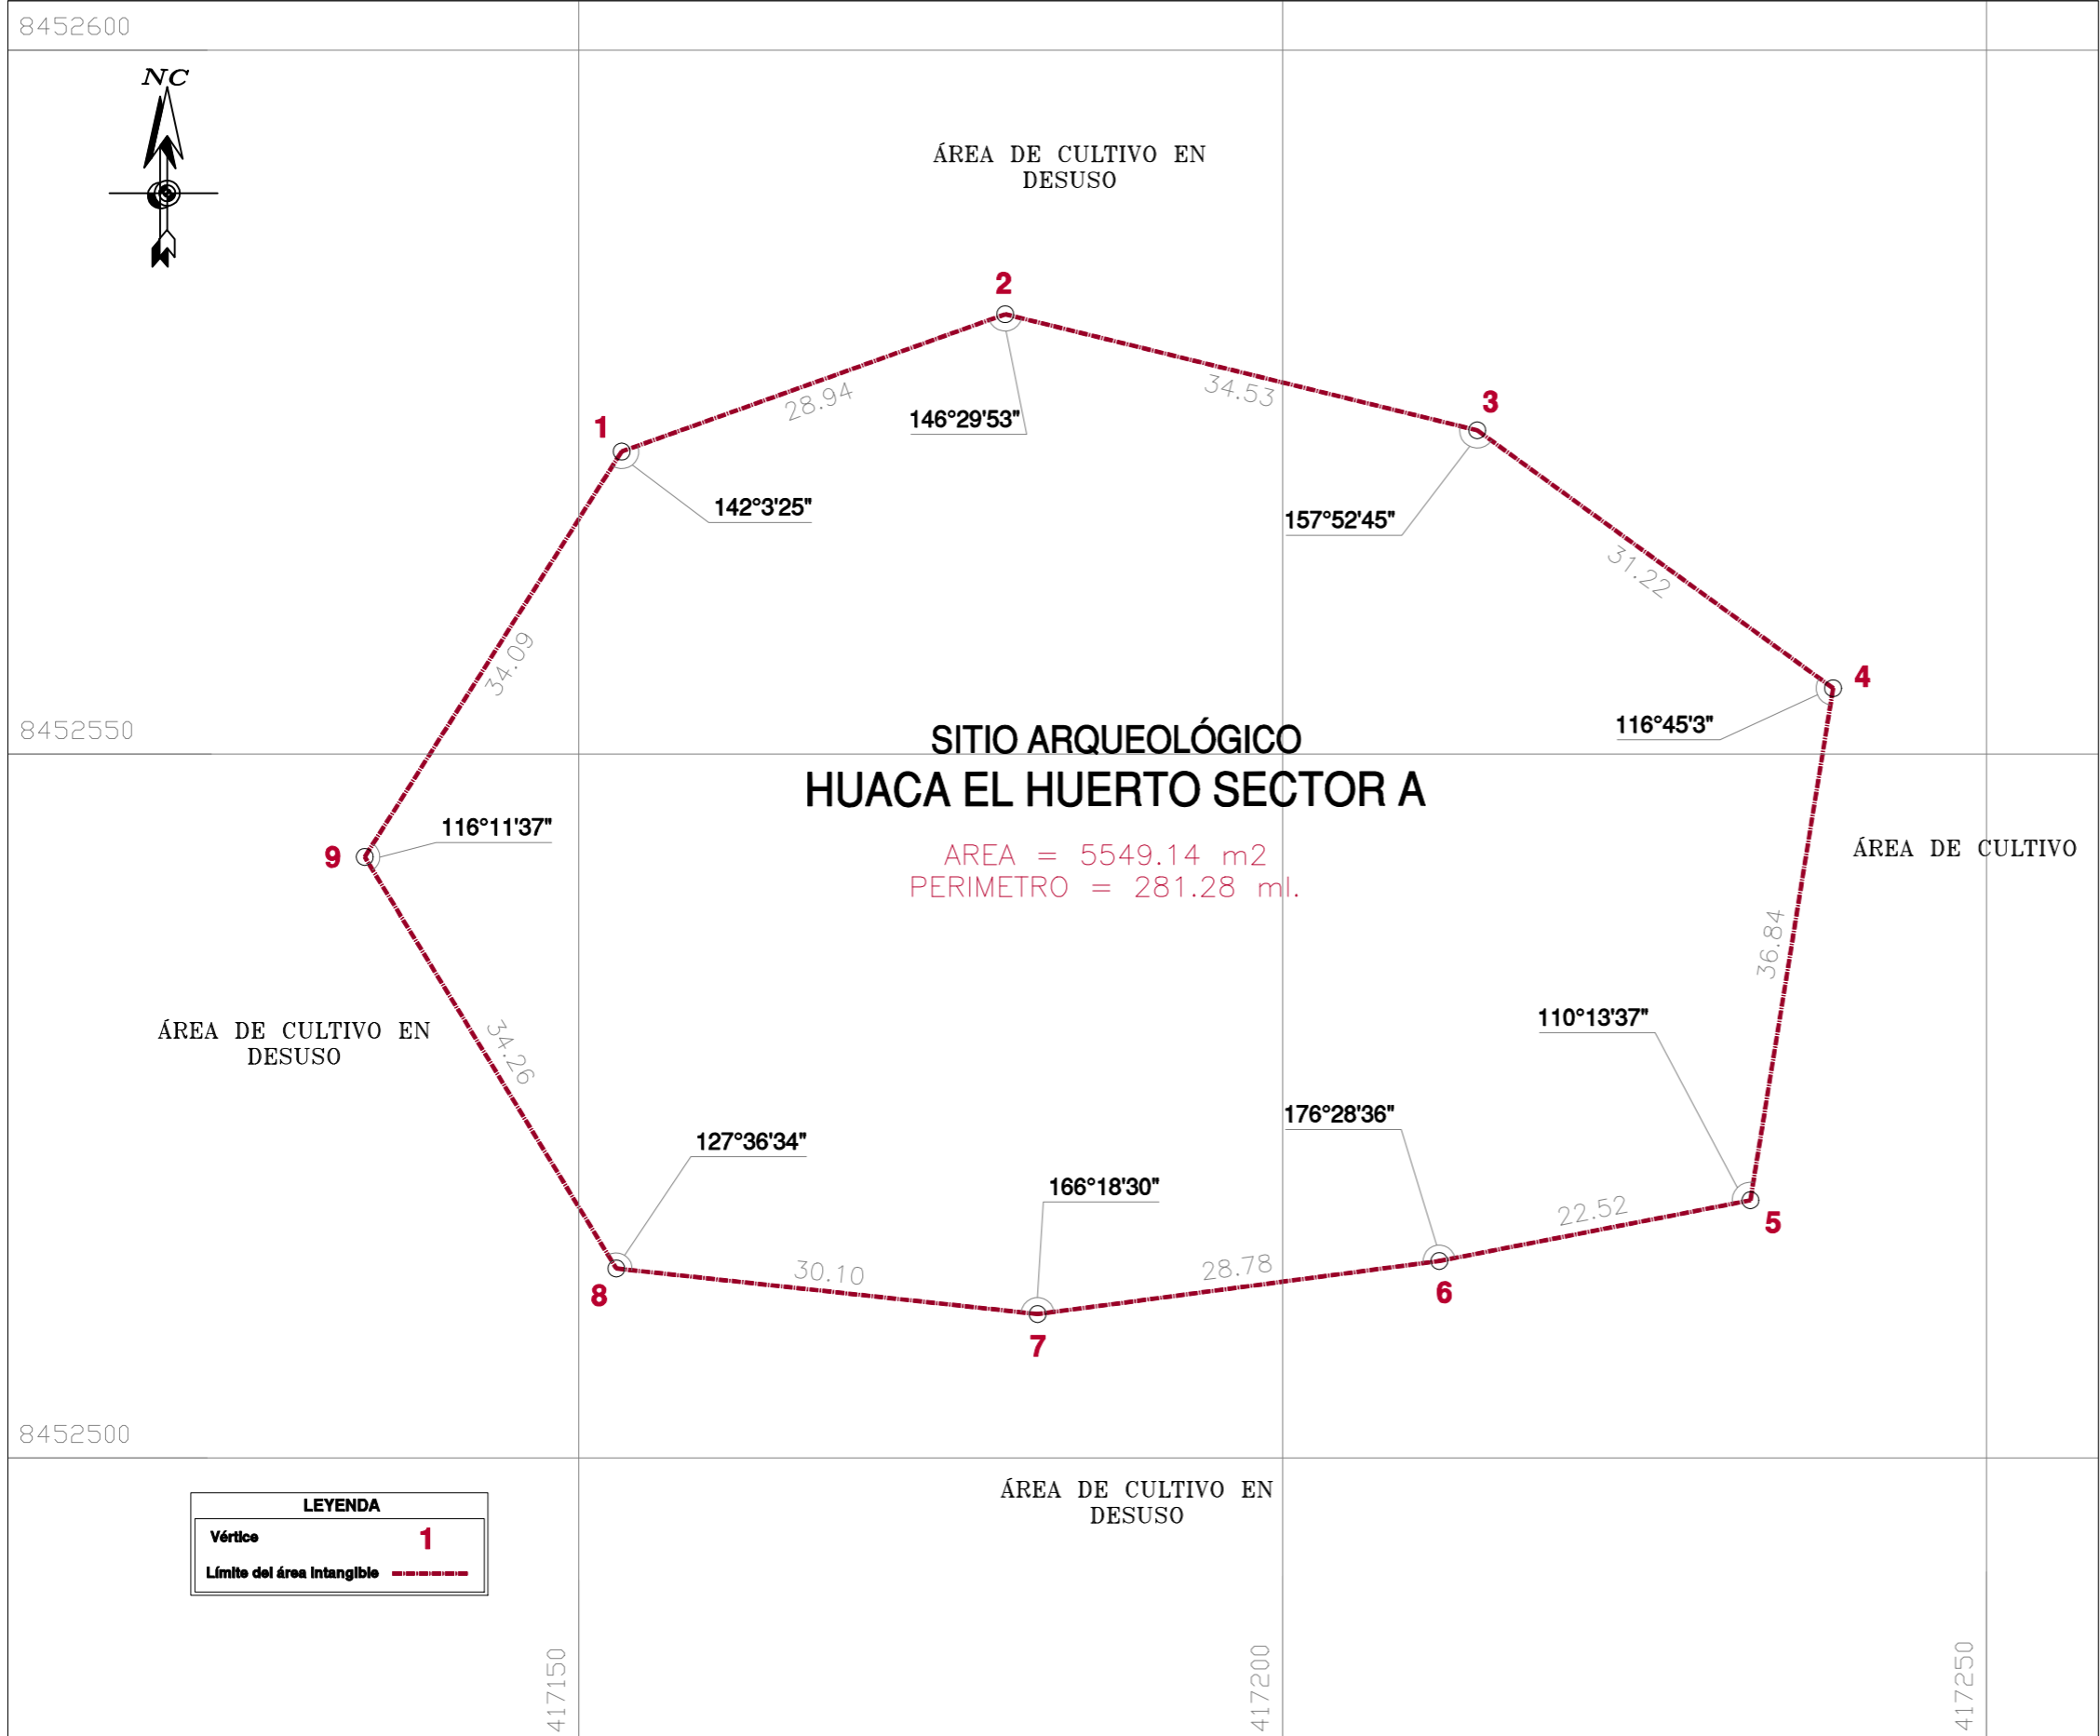 8452600
NC
ÁREA DE CULTIVO EN
DESUSO
2
28.94
34.53
146°29'53"
3
1
142°3'25"
157°52'45"
31.22
34.09
4
116°45'3"
8452550
SITIO ARQUEOLÓGICO
HUACA EL HUERTO SECTOR A
AREA = 5549.14 m2
PERIMETRO = 281.28 ml.
116°11'37"
9
ÁREA DE CULTIVO
36.84
ÁREA DE CULTIVO EN
DESUSO
34.26
110°13'37"
176°28'36"
127°36'34"
166°18'30"
22.52
5
30.10
28.78
8
6
7
8452500
ÁREA DE CULTIVO EN
DESUSO
LEYENDA
Vértice 1
Límite del área intangible
417150
417200
417250